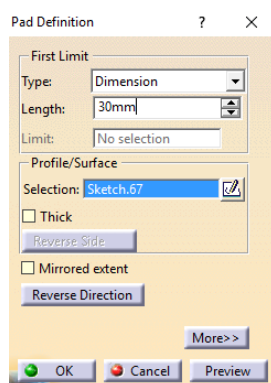 Pad Definition ? ×
First Limit
Type: Dimension
Length: 30mm
Limit: No selection
Profile/Surface
Selection: Sketch.67
Thick
Reverse Side
Mirrored extent
Reverse Direction
More>>
OK Cancel Preview